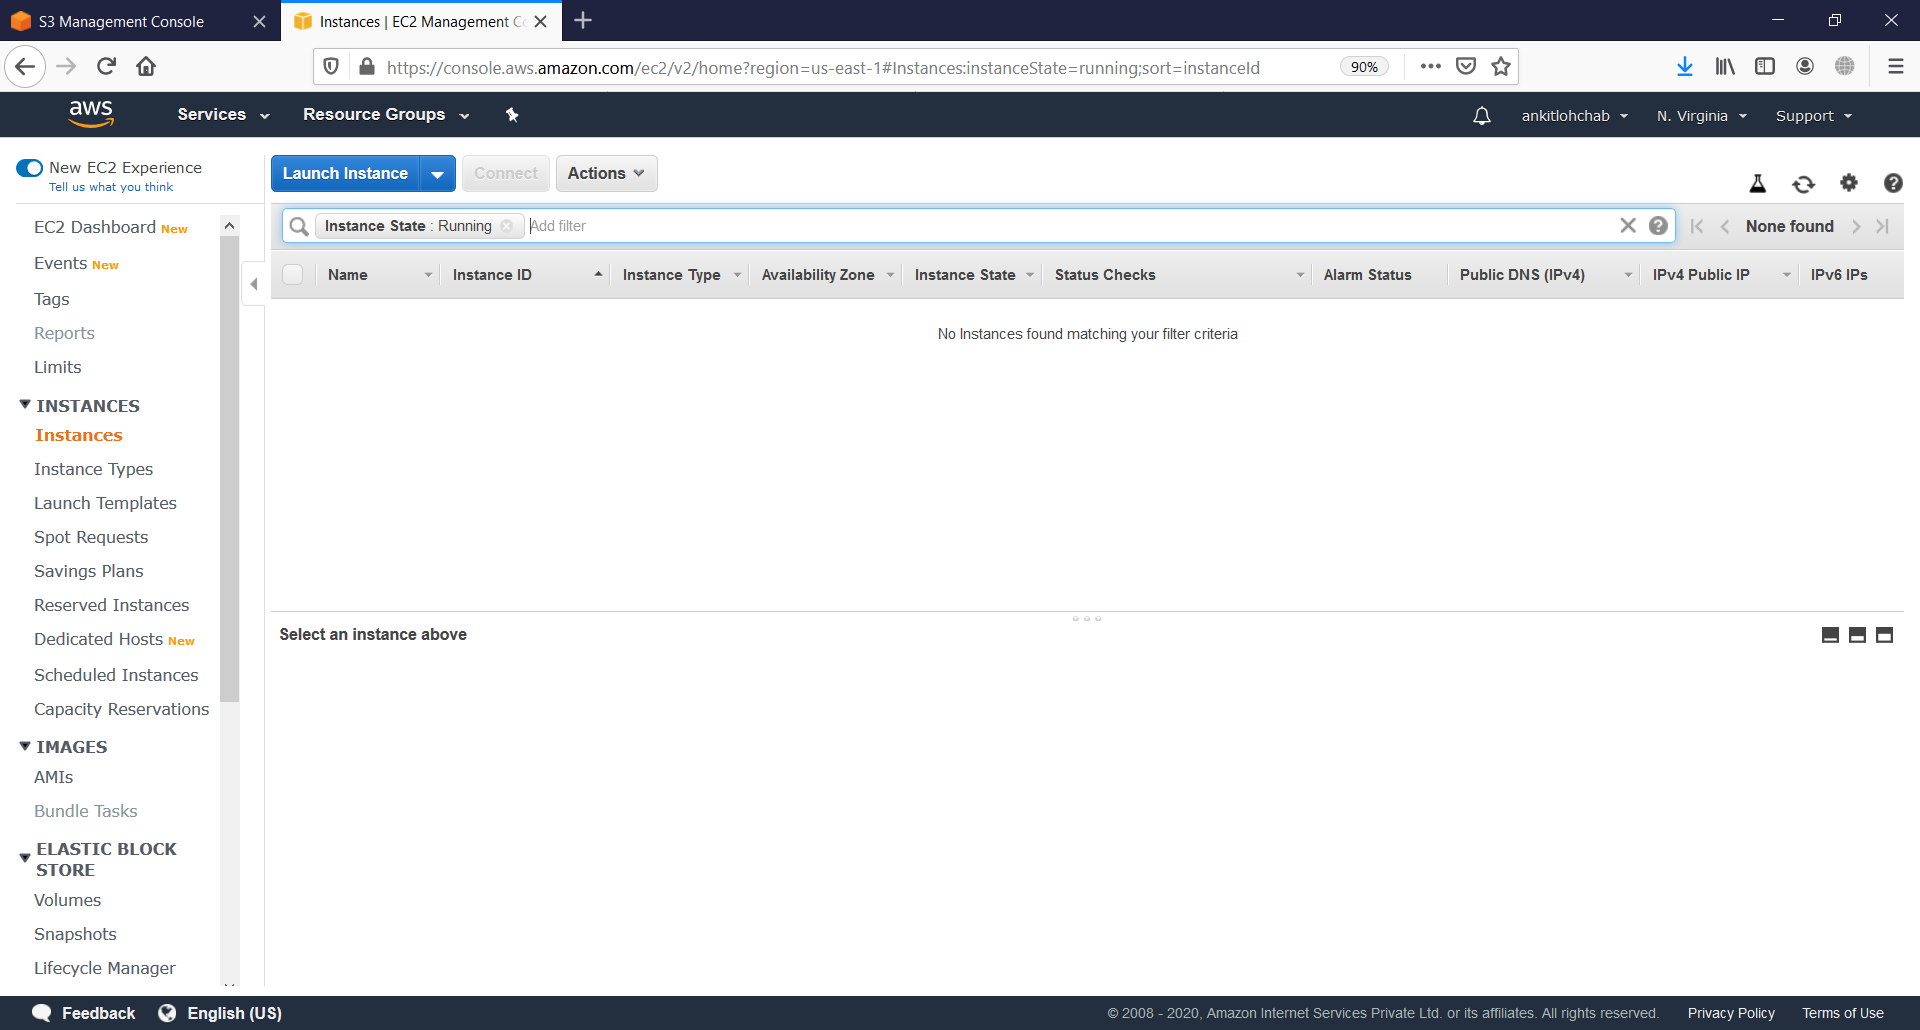 S3 Management Console
Instances | EC2 Management Co
https://console.aws.amazon.com/ec2/v2/home?region=us-east-1#Instances:instanceState=running;sort=instanceId
90%
aws
Services
Resource Groups
ankitlohchab
N. Virginia
Support
New EC2 Experience
Tell us what you think
EC2 Dashboard New
Events New
Tags
Reports
Limits
INSTANCES
Instances
Instance Types
Launch Templates
Spot Requests
Savings Plans
Reserved Instances
Dedicated Hosts New
Scheduled Instances
Capacity Reservations
IMAGES
AMIs
Bundle Tasks
ELASTIC BLOCK
STORE
Volumes
Snapshots
Lifecycle Manager
Launch Instance
Connect
Actions
Instance State : Running
Add filter
None found
Name
Instance ID
Instance Type
Availability Zone
Instance State
Status Checks
Alarm Status
Public DNS (IPv4)
IPv4 Public IP
IPv6 IPs
No Instances found matching your filter criteria
Select an instance above
Feedback
English (US)
© 2008 - 2020, Amazon Internet Services Private Ltd. or its affiliates. All rights reserved.
Privacy Policy
Terms of Use